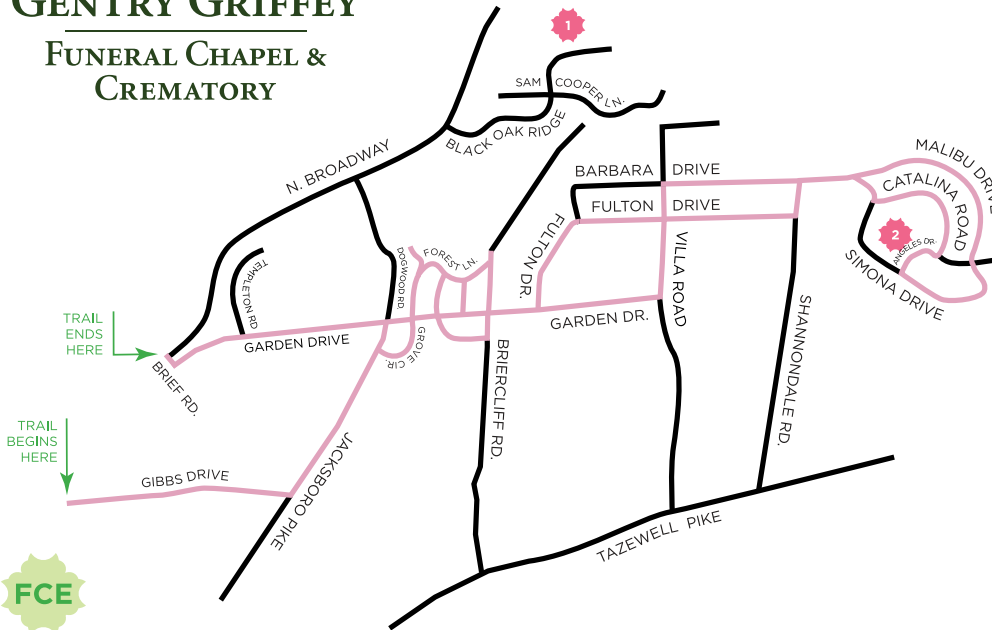 GENTRY GRIFFEY
FUNERAL CHAPEL &
CREMATORY
1
SAM COOPER LN.
BLACK OAK RIDGE
N. BROADWAY
MALIBU DRIVE
BARBARA DRIVE
CATALINA ROAD
FULTON DRIVE
2
ANGELES DR.
FULTON DR.
VILLA ROAD
DOGWOOD RD.
FOREST LN.
TEMPLETON RD
SIMONA DRIVE
SHANNONDALE RD.
TRAIL
ENDS
HERE
GARDEN DR.
GARDEN DRIVE
GROVE CIR.
BRIEF RD.
BRIERCLIFF RD.
TRAIL
BEGINS
HERE
JACKSBORO PIKE
GIBBS DRIVE
TAZEWELL PIKE
FCE